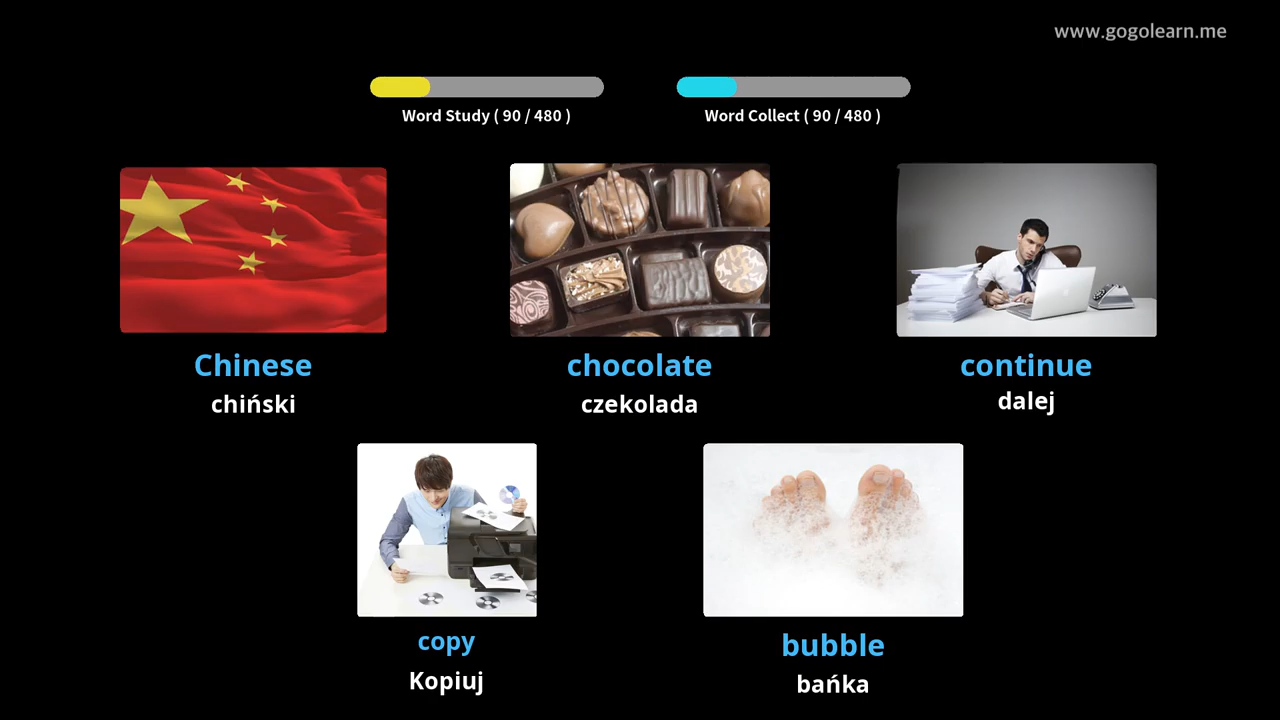 www.gogolearn.me
Word Study ( 90 / 480 )
Word Collect ( 90 / 480 )
Chinese
chiński
chocolate
czekolada
continue
dalej
copy
Kopiuj
bubble
bańka